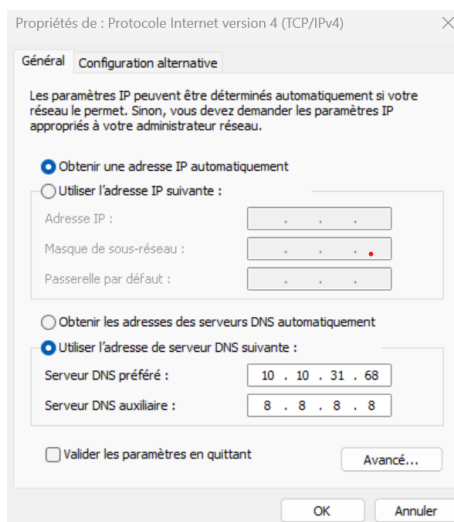 Propriétés de : Protocole Internet version 4 (TCP/IPv4)
Général Configuration alternative
Les paramètres IP peuvent être déterminés automatiquement si votre
réseau le permet. Sinon, vous devez demander les paramètres IP
appropriés à votre administrateur réseau.
Obtenir une adresse IP automatiquement
Utiliser l'adresse IP suivante :
Adresse IP : . . .
Masque de sous-réseau : . . .
Passerelle par défaut : . . .
Obtenir les adresses des serveurs DNS automatiquement
Utiliser l'adresse de serveur DNS suivante :
Serveur DNS préféré : 10 . 10 . 31 . 68
Serveur DNS auxiliaire : 8 . 8 . 8 . 8
Valider les paramètres en quittant
Avancé...
OK Annuler